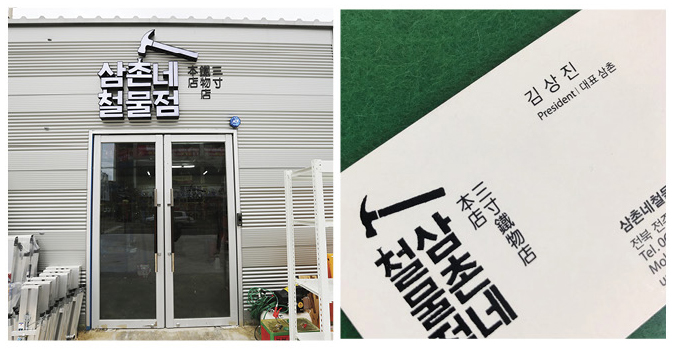 삼촌네
철물점
三寸
鐵物店
本店
김상진
President | 대표 삼촌
三寸鐵物店
本店
삼촌네
철물점
삼촌네철물
전북 전주
Tel.